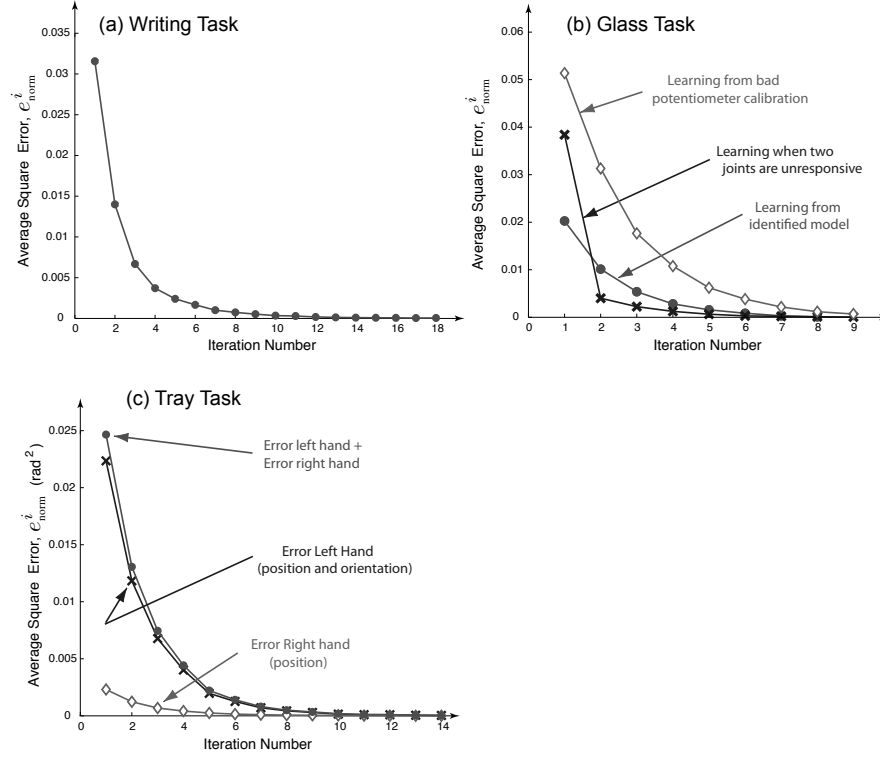 (a) Writing Task
0.035
0.03
0.025
0.02
0.015
0.01
0.005
0
Average Square Error, e^i_norm
0 2 4 6 8 10 12 14 16 18
Iteration Number
(b) Glass Task
0.06
0.05
0.04
0.03
0.02
0.01
0
Average Square Error, e^i_norm
Learning from bad
potentiometer calibration
Learning when two
joints are unresponsive
Learning from
identified model
0 1 2 3 4 5 6 7 8 9
Iteration Number
(c) Tray Task
0.025
0.02
0.015
0.01
0.005
0
Average Square Error, e^i_norm (rad^2)
Error left hand +
Error right hand
Error Left Hand
(position and orientation)
Error Right hand
(position)
0 2 4 6 8 10 12 14
Iteration Number